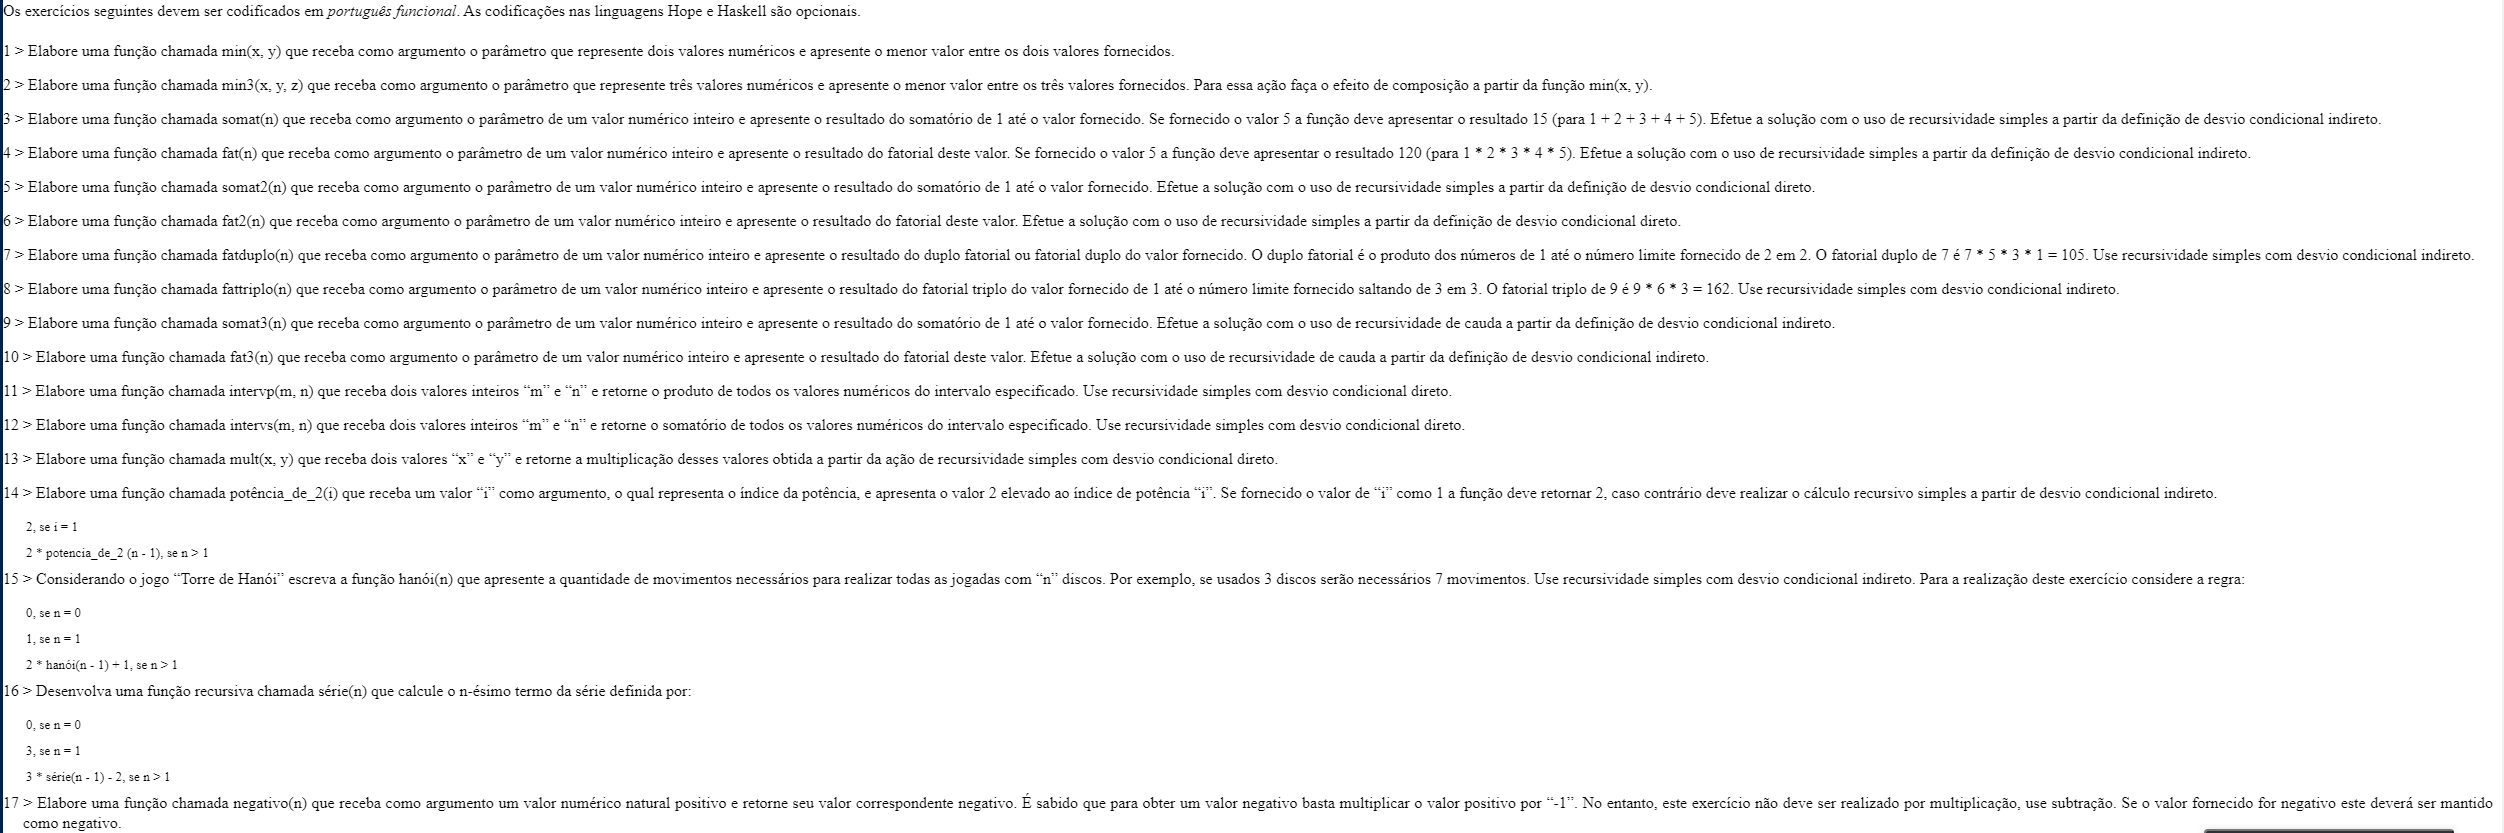 Os exercícios seguintes devem ser codificados em português funcional. As codificações nas linguagens Hope e Haskell são opcionais.
1 > Elabore uma função chamada min(x, y) que receba como argumento o parâmetro que represente dois valores numéricos e apresente o menor valor entre os dois valores fornecidos.
2 > Elabore uma função chamada min3(x, y, z) que receba como argumento o parâmetro que represente três valores numéricos e apresente o menor valor entre os três valores fornecidos. Para essa ação faça o efeito de composição a partir da função min(x, y).
3 > Elabore uma função chamada somat(n) que receba como argumento o parâmetro de um valor numérico inteiro e apresente o resultado do somatório de 1 até o valor fornecido. Se fornecido o valor 5 a função deve apresentar o resultado 15 (para 1 + 2 + 3 + 4 + 5). Efetue a solução com o uso de recursividade simples a partir da definição de desvio condicional indireto.
4 > Elabore uma função chamada fat(n) que receba como argumento o parâmetro de um valor numérico inteiro e apresente o resultado do fatorial deste valor. Se fornecido o valor 5 a função deve apresentar o resultado 120 (para 1 * 2 * 3 * 4 * 5). Efetue a solução com o uso de recursividade simples a partir da definição de desvio condicional indireto.
5 > Elabore uma função chamada somat2(n) que receba como argumento o parâmetro de um valor numérico inteiro e apresente o resultado do somatório de 1 até o valor fornecido. Efetue a solução com o uso de recursividade simples a partir da definição de desvio condicional direto.
6 > Elabore uma função chamada fat2(n) que receba como argumento o parâmetro de um valor numérico inteiro e apresente o resultado do fatorial deste valor. Efetue a solução com o uso de recursividade simples a partir da definição de desvio condicional direto.
7 > Elabore uma função chamada fatduplo(n) que receba como argumento o parâmetro de um valor numérico inteiro e apresente o resultado do duplo fatorial ou fatorial duplo do valor fornecido. O duplo fatorial é o produto dos números de 1 até o número limite fornecido de 2 em 2. O fatorial duplo de 7 é 7 * 5 * 3 * 1 = 105. Use recursividade simples com desvio condicional indireto.
8 > Elabore uma função chamada fattriplo(n) que receba como argumento o parâmetro de um valor numérico inteiro e apresente o resultado do fatorial triplo do valor fornecido de 1 até o número limite fornecido saltando de 3 em 3. O fatorial triplo de 9 é 9 * 6 * 3 = 162. Use recursividade simples com desvio condicional indireto.
9 > Elabore uma função chamada somat3(n) que receba como argumento o parâmetro de um valor numérico inteiro e apresente o resultado do somatório de 1 até o valor fornecido. Efetue a solução com o uso de recursividade de cauda a partir da definição de desvio condicional indireto.
10 > Elabore uma função chamada fat3(n) que receba como argumento o parâmetro de um valor numérico inteiro e apresente o resultado do fatorial deste valor. Efetue a solução com o uso de recursividade de cauda a partir da definição de desvio condicional indireto.
11 > Elabore uma função chamada intervp(m, n) que receba dois valores inteiros “m” e “n” e retorne o produto de todos os valores numéricos do intervalo especificado. Use recursividade simples com desvio condicional direto.
12 > Elabore uma função chamada intervs(m, n) que receba dois valores inteiros “m” e “n” e retorne o somatório de todos os valores numéricos do intervalo especificado. Use recursividade simples com desvio condicional direto.
13 > Elabore uma função chamada mult(x, y) que receba dois valores “x” e “y” e retorne a multiplicação desses valores obtida a partir da ação de recursividade simples com desvio condicional direto.
14 > Elabore uma função chamada potência_de_2(i) que receba um valor “i” como argumento, o qual representa o índice da potência, e apresenta o valor 2 elevado ao índice de potência “i”. Se fornecido o valor de “i” como 1 a função deve retornar 2, caso contrário deve realizar o cálculo recursivo simples a partir de desvio condicional indireto.
2, se i = 1
2 * potencia_de_2 (n - 1), se n > 1
15 > Considerando o jogo “Torre de Hanói” escreva a função hanói(n) que apresente a quantidade de movimentos necessários para realizar todas as jogadas com “n” discos. Por exemplo, se usados 3 discos serão necessários 7 movimentos. Use recursividade simples com desvio condicional indireto. Para a realização deste exercício considere a regra:
0, se n = 0
1, se n = 1
2 * hanói(n - 1) + 1, se n > 1
16 > Desenvolva uma função recursiva chamada série(n) que calcule o n-ésimo termo da série definida por:
0, se n = 0
3, se n = 1
3 * série(n - 1) - 2, se n > 1
17 > Elabore uma função chamada negativo(n) que receba como argumento um valor numérico natural positivo e retorne seu valor correspondente negativo. É sabido que para obter um valor negativo basta multiplicar o valor positivo por “-1”. No entanto, este exercício não deve ser realizado por multiplicação, use subtração. Se o valor fornecido for negativo este deverá ser mantido
como negativo.